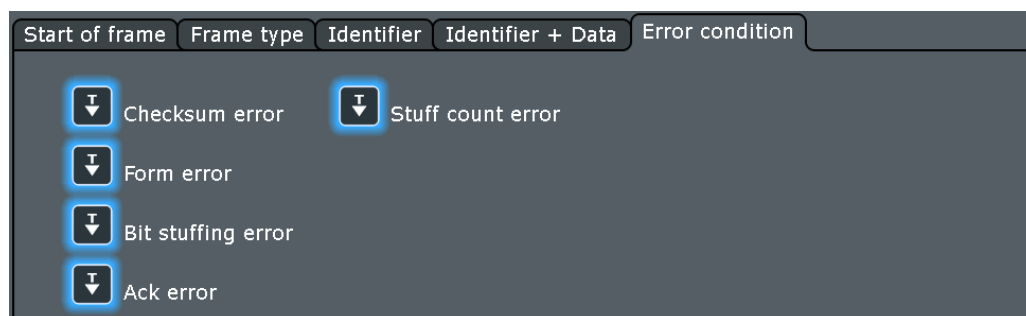 Start of frame Frame type Identifier Identifier + Data Error condition
T Checksum error T Stuff count error
T Form error
T Bit stuffing error
T Ack error